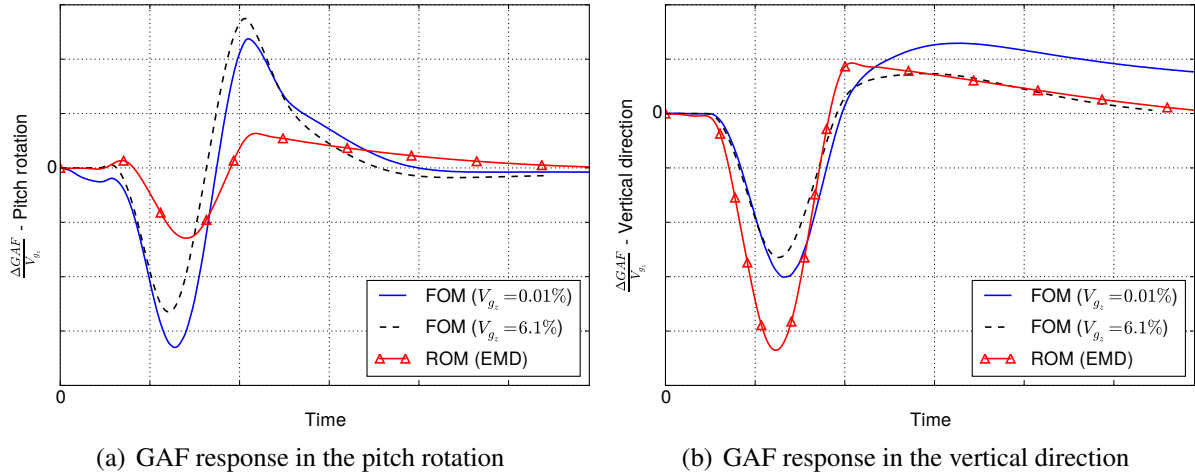 0
ΔGAF/V_{g_z} - Pitch rotation
FOM (V_{g_z}=0.01%)
FOM (V_{g_z}=6.1%)
ROM (EMD)
0
Time
(a) GAF response in the pitch rotation
0
ΔGAF/V_{g_z} - Vertical direction
FOM (V_{g_z}=0.01%)
FOM (V_{g_z}=6.1%)
ROM (EMD)
0
Time
(b) GAF response in the vertical direction